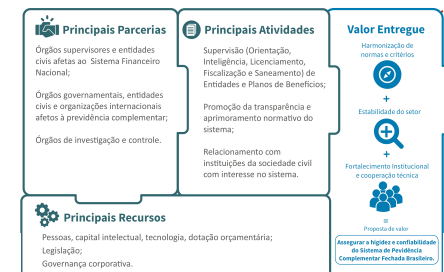 Principais Parcerias
Órgãos supervisores e entidades
civis afetas ao Sistema Financeiro
Nacional;
Órgãos governamentais, entidades
civis e organizações internacionais
afetos à previdência complementar;
Órgãos de investigação e controle.
Principais Atividades
Supervisão (Orientação,
Inteligência, Licenciamento,
Fiscalização e Saneamento) de
Entidades e Planos de Benefícios;
Promoção da transparência e
aprimoramento normativo do
sistema;
Relacionamento com
instituições da sociedade civil
com interesse no sistema.
Valor Entregue
Harmonização de
normas e critérios
+
Estabilidade do setor
+
Fortalecimento Institucional
e cooperação técnica
=
Proposta de valor
Assegurar a higidez e confiabilidade
do Sistema de Pevidência
Complementar Fechada Brasileiro.
Principais Recursos
Pessoas, capital intelectual, tecnologia, dotação orçamentária;
Legislação;
Governança corporativa.